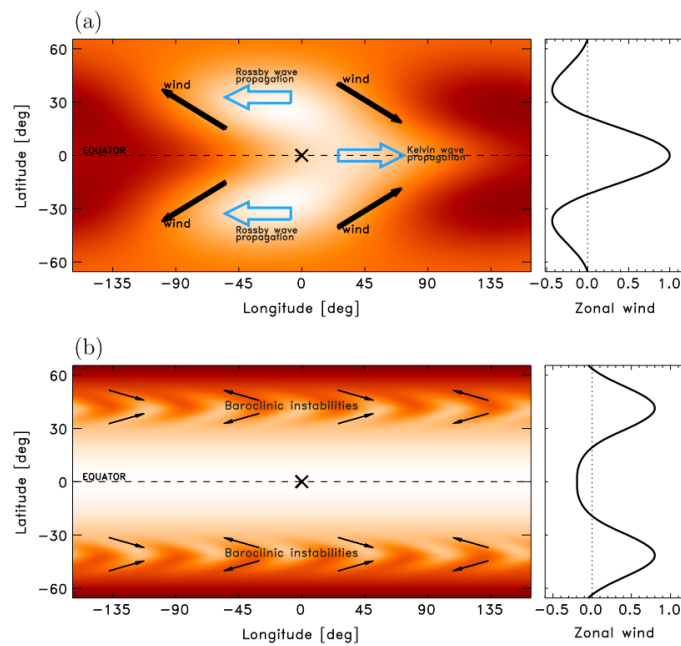 (a)
60
30
0
−30
−60
Latitude [deg]
wind
Rossby wave
propagation
wind
EQUATOR
Kelvin wave
propagation
wind
Rossby wave
propagation
wind
−135 −90 −45 0 45 90 135
Longitude [deg]
−0.5 0.0 0.5 1.0
Zonal wind
(b)
60
30
0
−30
−60
Latitude [deg]
Baroclinic instabilities
EQUATOR
Baroclinic instabilities
−135 −90 −45 0 45 90 135
Longitude [deg]
−0.5 0.0 0.5 1.0
Zonal wind